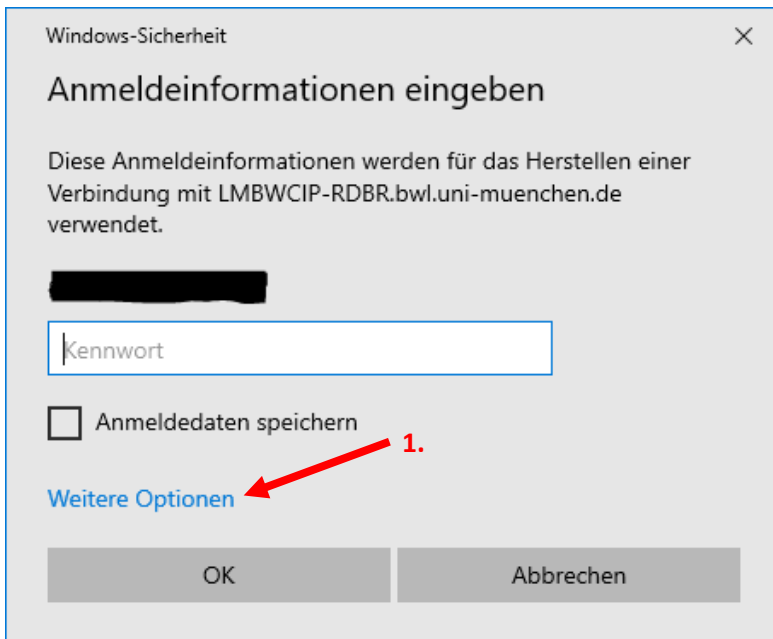 Windows-Sicherheit
Anmeldeinformationen eingeben
Diese Anmeldeinformationen werden für das Herstellen einer
Verbindung mit LMBWCIP-RDBR.bwl.uni-muenchen.de
verwendet.
Kennwort
Anmeldedaten speichern
1.
Weitere Optionen
OK
Abbrechen